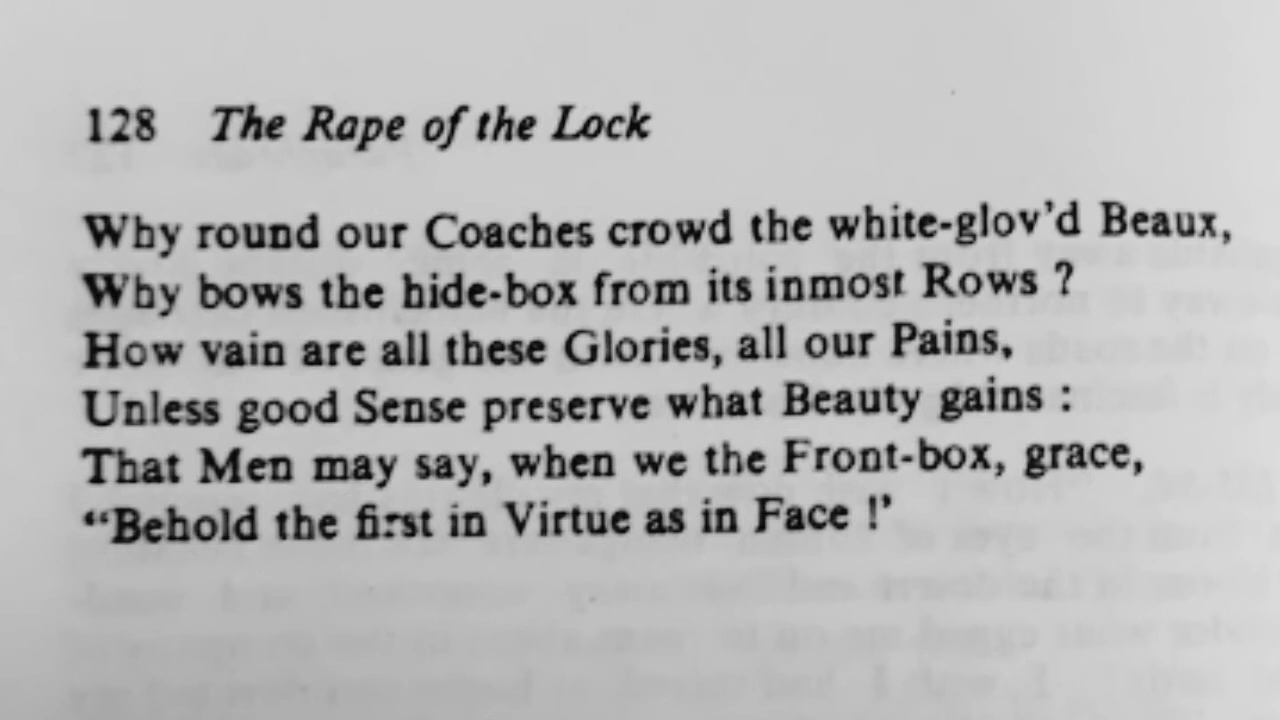 128 The Rape of the Lock
Why round our Coaches crowd the white-glov'd Beaux,
Why bows the hide-box from its inmost Rows ?
How vain are all these Glories, all our Pains,
Unless good Sense preserve what Beauty gains :
That Men may say, when we the Front-box, grace,
“Behold the first in Virtue as in Face !’